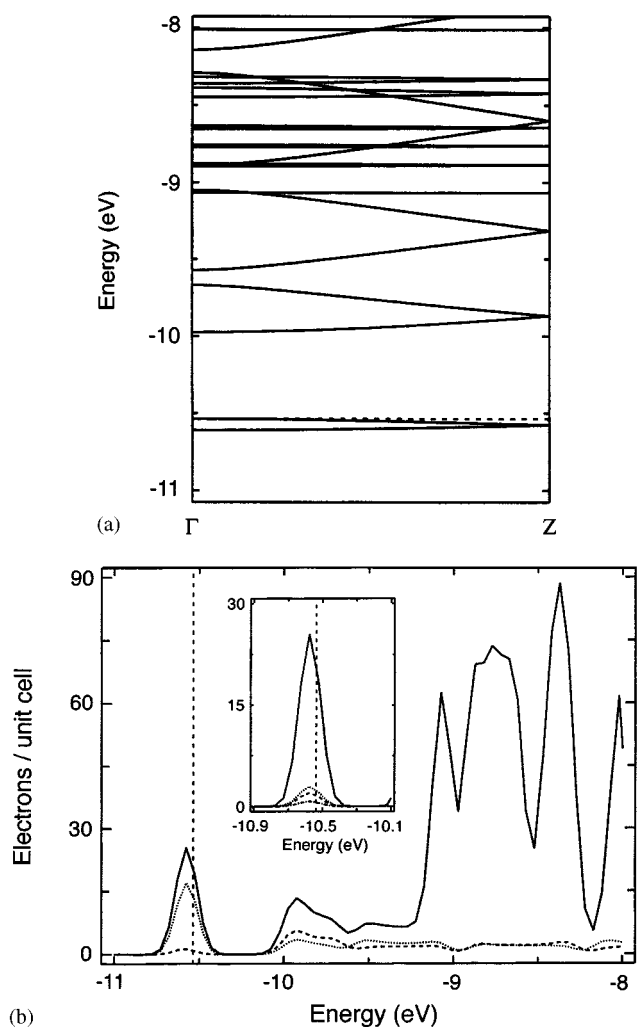 -8
-9
-10
-11
Energy (eV)
(a)
Γ
Z
90
60
30
0
Electrons / unit cell
30
15
0
-10.9
-10.5
-10.1
Energy (eV)
-11
-10
-9
-8
(b)
Energy (eV)